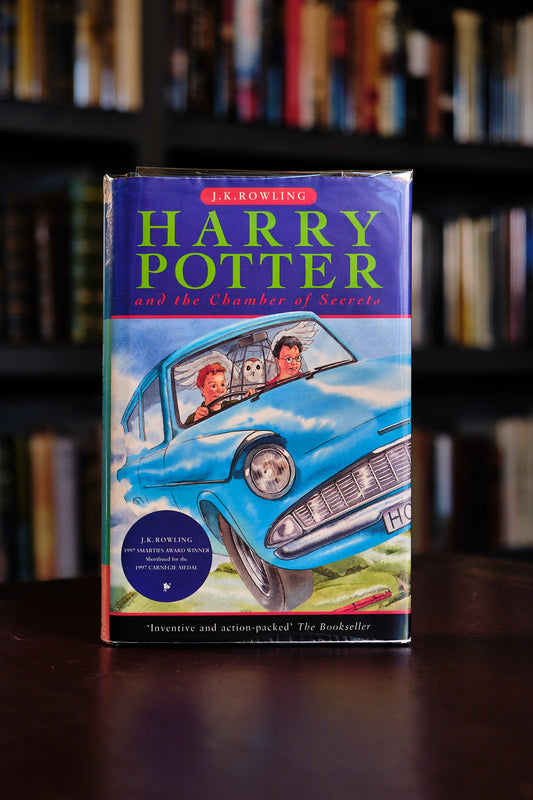 J.K.ROWLING
HARRY
POTTER
and the Chamber of Secrets
HO
J.K. ROWLING
1997 SMARTIES AWARD WINNER
Shortlisted for the
1997 CARNEGIE MEDAL
'Inventive and action-packed' The Bookseller